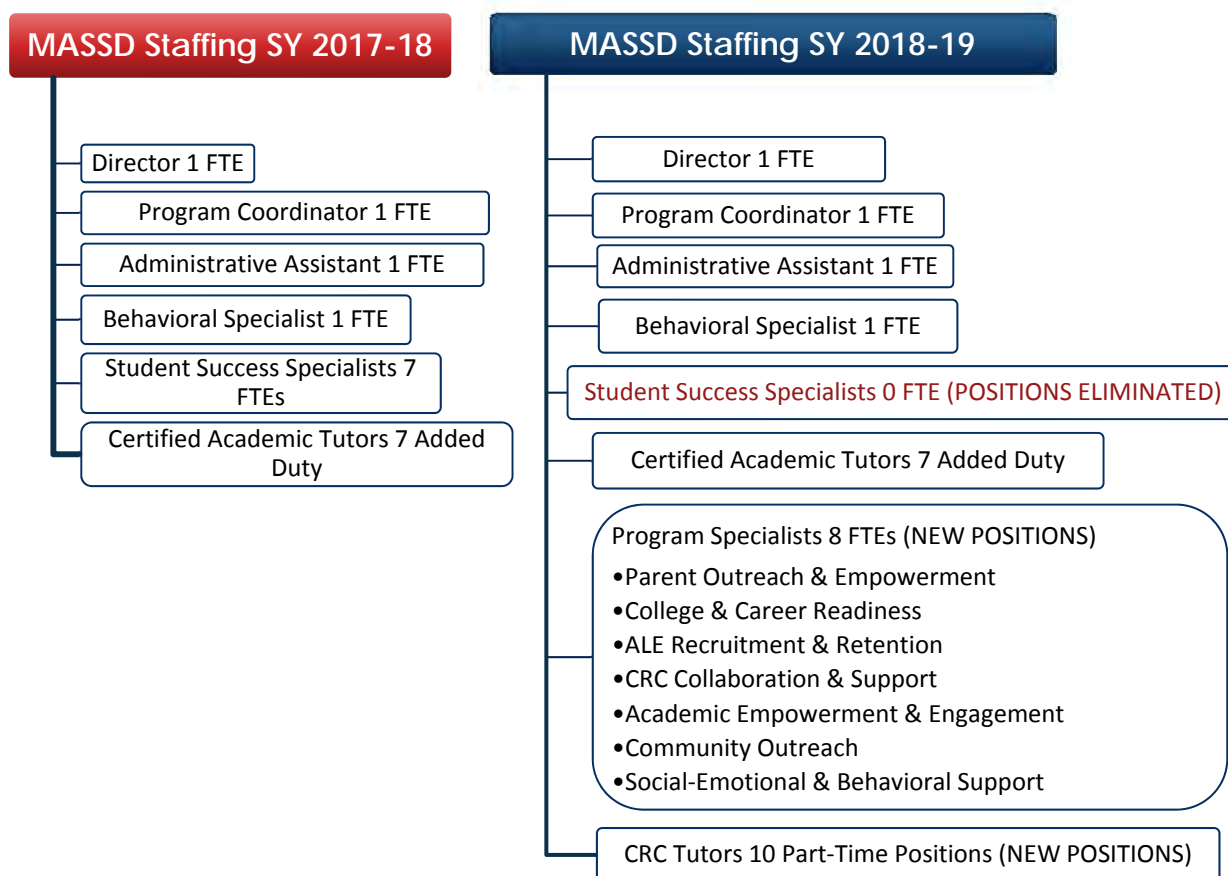 MASSD Staffing SY 2017-18
Director 1 FTE
Program Coordinator 1 FTE
Administrative Assistant 1 FTE
Behavioral Specialist 1 FTE
Student Success Specialists 7
FTEs
Certified Academic Tutors 7 Added
Duty
MASSD Staffing SY 2018-19
Director 1 FTE
Program Coordinator 1 FTE
Administrative Assistant 1 FTE
Behavioral Specialist 1 FTE
Student Success Specialists 0 FTE (POSITIONS ELIMINATED)
Certified Academic Tutors 7 Added Duty
Program Specialists 8 FTEs (NEW POSITIONS)
•Parent Outreach & Empowerment
•College & Career Readiness
•ALE Recruitment & Retention
•CRC Collaboration & Support
•Academic Empowerment & Engagement
•Community Outreach
•Social-Emotional & Behavioral Support
CRC Tutors 10 Part-Time Positions (NEW POSITIONS)